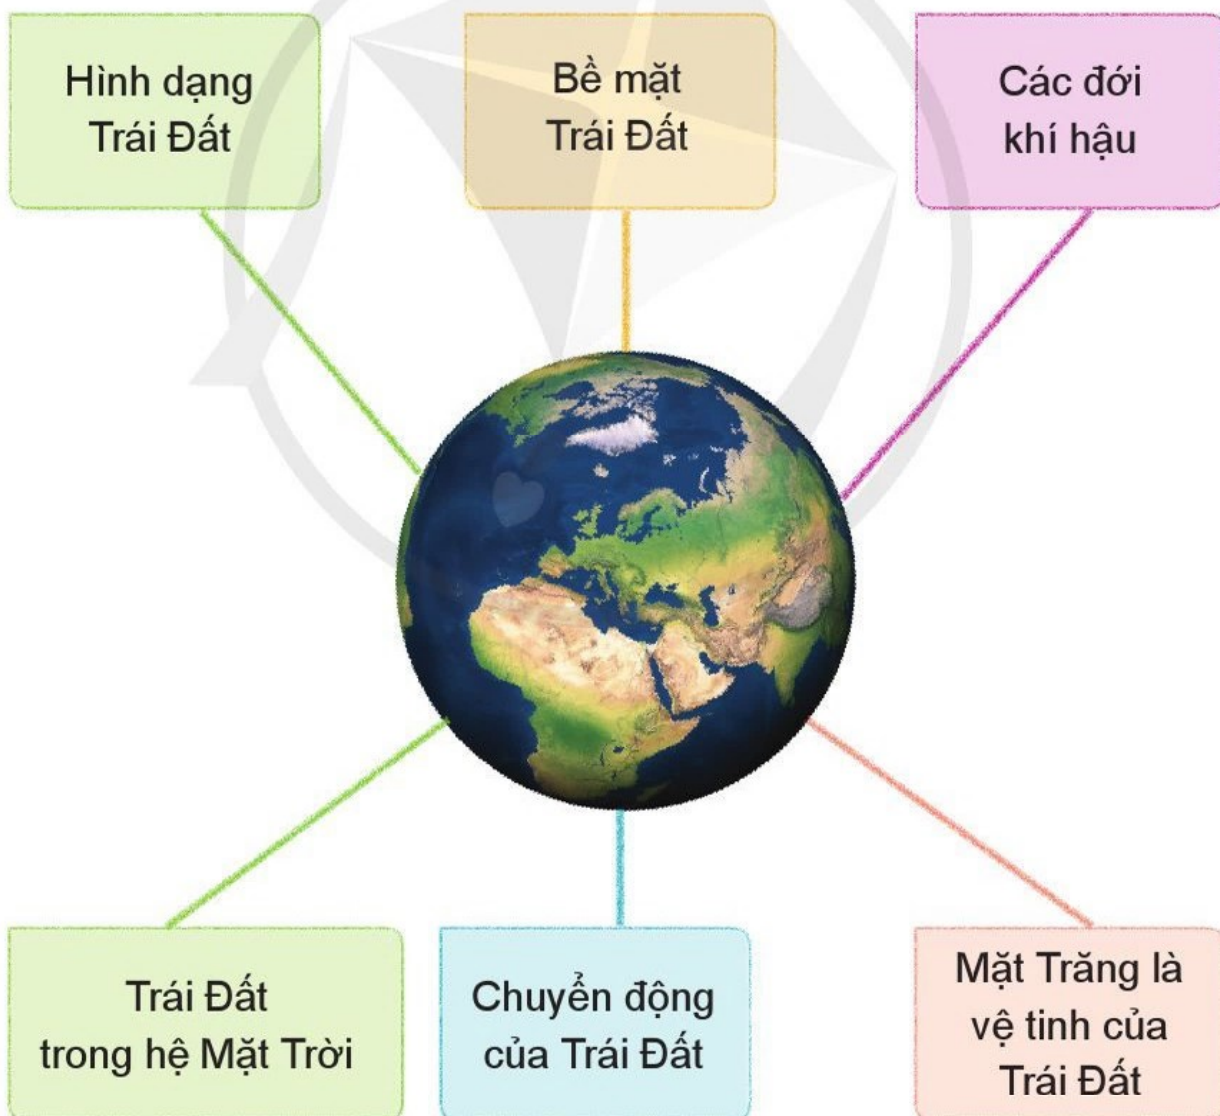 Hình dạng
Trái Đất
Bề mặt
Trái Đất
Các đới
khí hậu
Trái Đất
trong hệ Mặt Trời
Chuyển động
của Trái Đất
Mặt Trăng là
vệ tinh của
Trái Đất